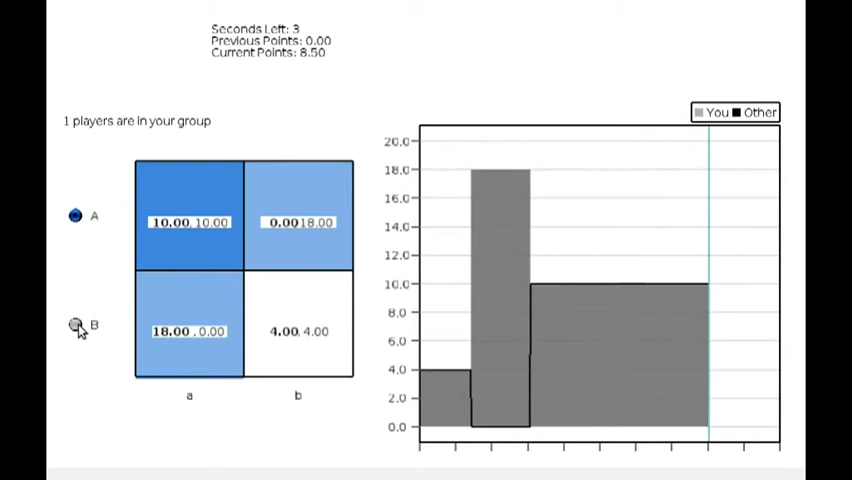 Seconds Left: 3
Previous Points: 0.00
Current Points: 8.50
You Other
1 players are in your group
20.0
18.0
16.0
14.0
12.0
10.0
8.0
6.0
4.0
2.0
0.0
A
10.00, 10.00
0.00 18.00
B
18.00 , 0.00
4.00, 4.00
a
b